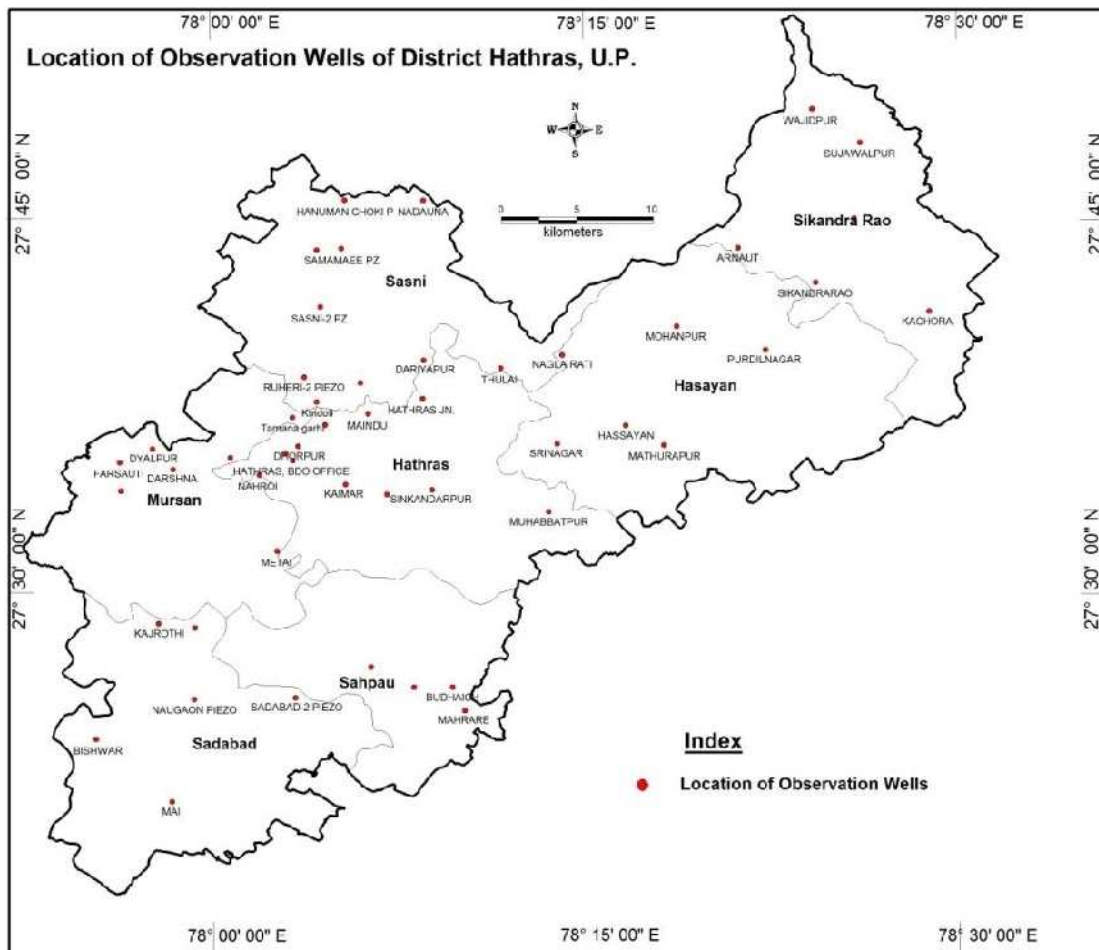 78° 00' 00" E
78° 15' 00" E
78° 30' 00" E
Location of Observation Wells of District Hathras, U.P.
N
W
E
S
WAJIDPUR
BUJAWALPUR
27° 45' 00" N
27° 45' 00" N
HANUMAN CHOKI P
NADAUNA
0
10
kilometers
Sikandra Rao
ARNAUT
SAMAMAEE PZ
Sasni
SIKANDRARAO
SASNI-2 PZ
KACHORA
MOHANPUR
PURDILNAGAR
NAGLA RATI
DARIYAPUR
THULAI
RUHERI-2 PIEZO
Hasayan
HATHRAS JN.
MAINDU
HASSAYAN
MATHURAPUR
SRINAGAR
DYALPUR
DHORPUR
DARSHNA
HATHRAS, BDO OFFICE
Hathras
NAHROI
KAIMAR
SINKANDARPUR
Mursan
MUHABBATPUR
27° 30' 00" N
27° 30' 00" N
KAJROTHI
Sahpau
BUDHAICH
NAUGAON PIEZO
SADABAD 2 PIEZO
MAHRARE
Sadabad
BISHWAR
MAI
Index
Location of Observation Wells
78° 00' 00" E
78° 15' 00" E
78° 30' 00" E